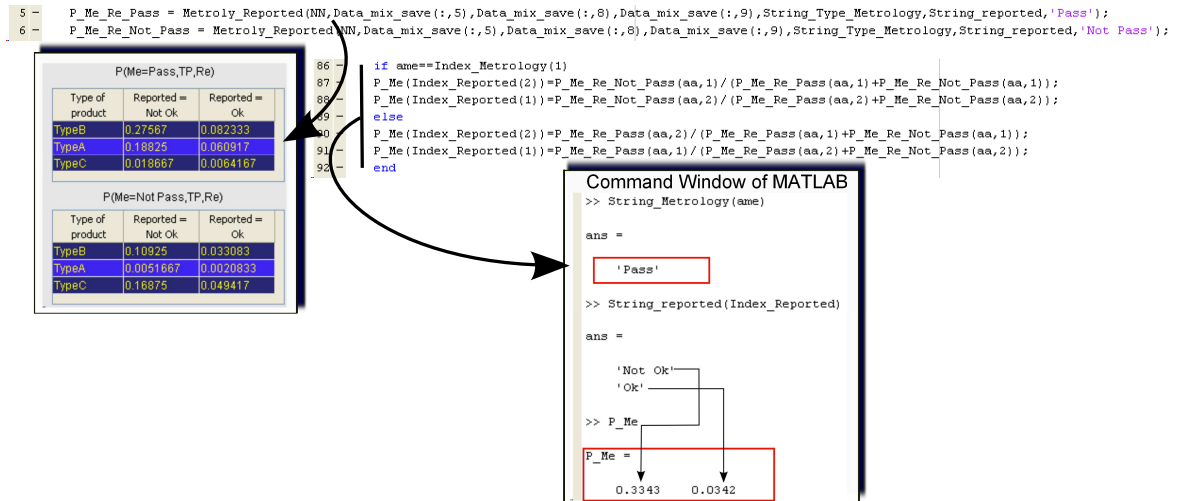 5 - P_Me_Re_Pass = Metroly_Reported(NN,Data_mix_save(:,5),Data_mix_save(:,8),Data_mix_save(:,9),String_Type_Metrology,String_reported,'Pass');
6 - P_Me_Re_Not_Pass = Metroly_Reported(NN,Data_mix_save(:,5),Data_mix_save(:,8),Data_mix_save(:,9),String_Type_Metrology,String_reported,'Not Pass');
P(Me=Pass,TP,Re)
Type of product Reported = Not Ok Reported = Ok
TypeB 0.27567 0.082333
TypeA 0.18825 0.060917
TypeC 0.018667 0.0064167
P(Me=Not Pass,TP,Re)
Type of product Reported = Not Ok Reported = Ok
TypeB 0.10925 0.033083
TypeA 0.0051667 0.0020833
TypeC 0.16875 0.049417
86 - if ame==Index_Metrology(1)
87 - P_Me(Index_Reported(2))=P_Me_Re_Not_Pass(aa,1)/(P_Me_Re_Pass(aa,1)+P_Me_Re_Not_Pass(aa,1));
88 - P_Me(Index_Reported(1))=P_Me_Re_Not_Pass(aa,2)/(P_Me_Re_Pass(aa,2)+P_Me_Re_Not_Pass(aa,2));
89 - else
90 - P_Me(Index_Reported(2))=P_Me_Re_Pass(aa,2)/(P_Me_Re_Pass(aa,1)+P_Me_Re_Not_Pass(aa,1));
91 - P_Me(Index_Reported(1))=P_Me_Re_Pass(aa,1)/(P_Me_Re_Pass(aa,2)+P_Me_Re_Not_Pass(aa,2));
92 - end
Command Window of MATLAB
>> String_Metrology(ame)
ans =
'Pass'
>> String_reported(Index_Reported)
ans =
'Not Ok'
'Ok'
>> P_Me
P_Me =
0.3343 0.0342